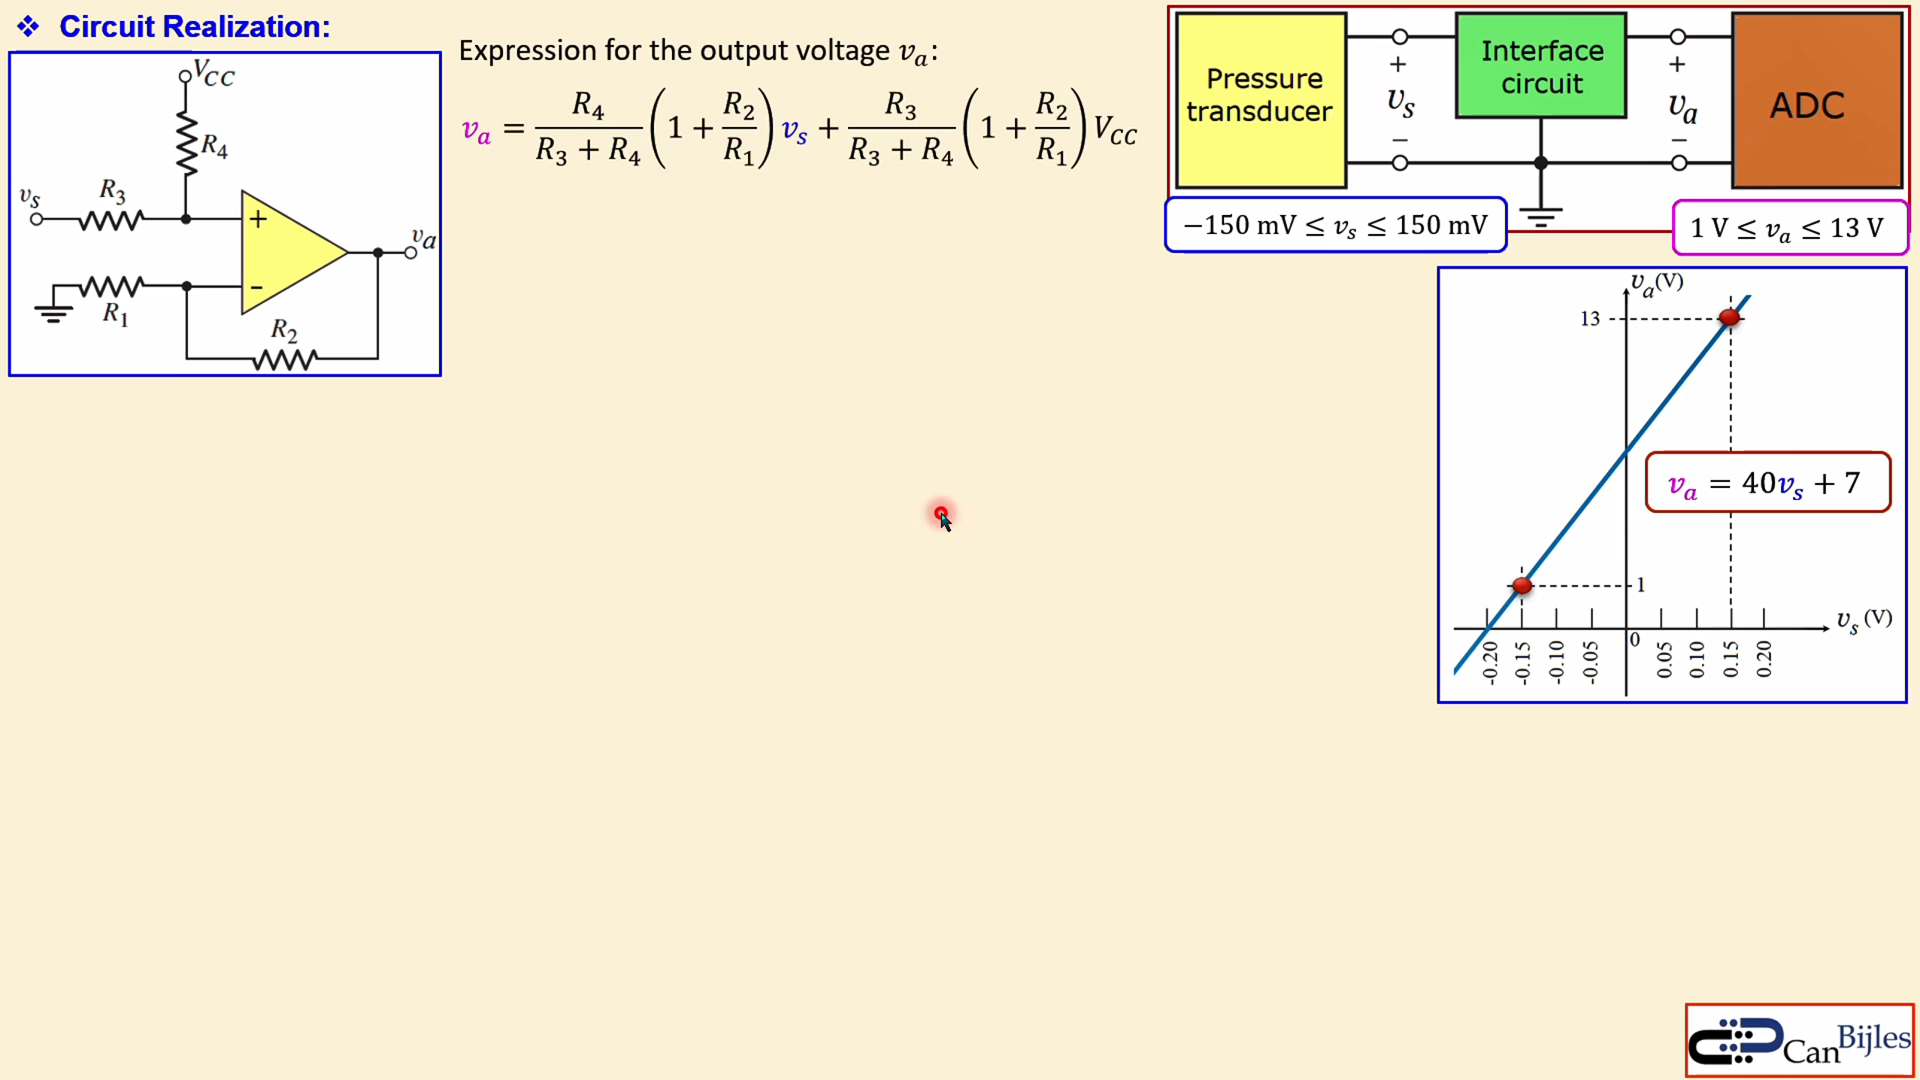 ❖ Circuit Realization:
V_CC
R_4
v_s
R_3
+
v_a
-
R_1
R_2
Expression for the output voltage v_a:
v_a = R_4/(R_3 + R_4) (1 + R_2/R_1) v_s + R_3/(R_3 + R_4) (1 + R_2/R_1) V_CC
Pressure
transducer
+
v_s
−
Interface
circuit
+
v_a
−
ADC
−150 mV ≤ v_s ≤ 150 mV
1 V ≤ v_a ≤ 13 V
v_a(V)
13
v_a = 40v_s + 7
1
v_s (V)
0
-0.20 -0.15 -0.10 -0.05 0.05 0.10 0.15 0.20
CanBijles